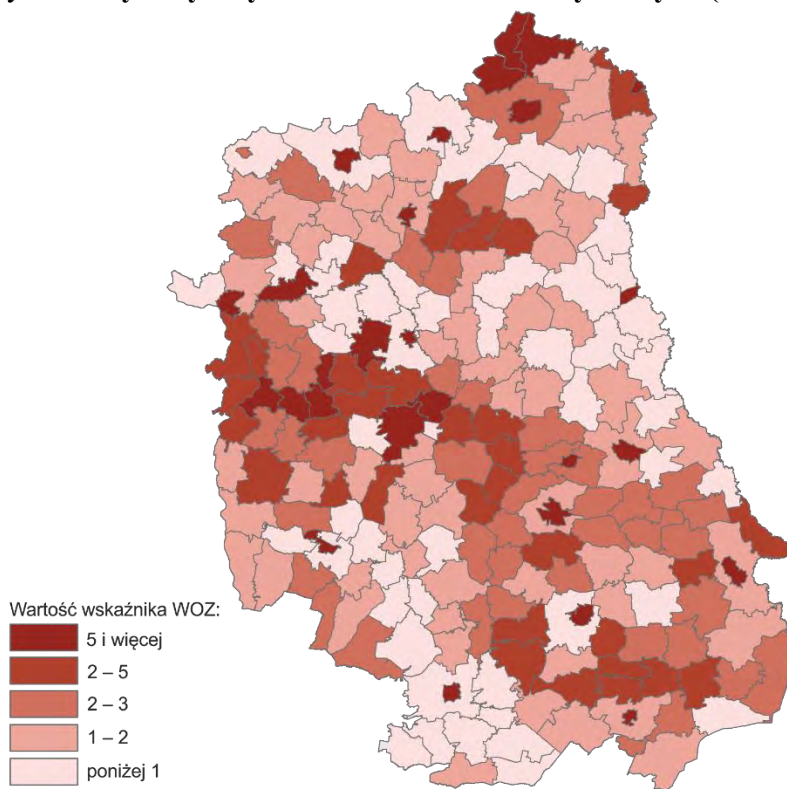 Wartość wskaźnika WOZ:
5 i więcej
2 – 5
2 – 3
1 – 2
poniżej 1